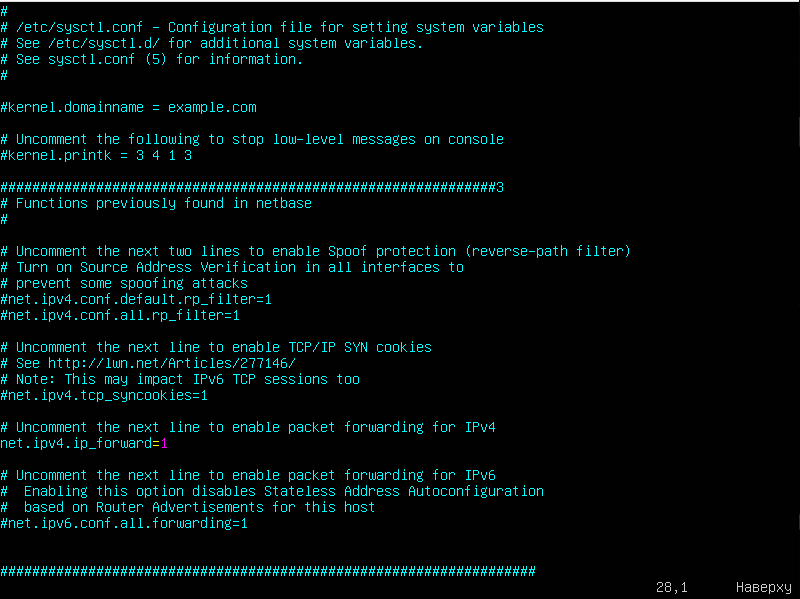 #
# /etc/sysctl.conf - Configuration file for setting system variables
# See /etc/sysctl.d/ for additional system variables.
# See sysctl.conf (5) for information.
#
#kernel.domainname = example.com
# Uncomment the following to stop low-level messages on console
#kernel.printk = 3 4 1 3
##############################################################3
# Functions previously found in netbase
#
# Uncomment the next two lines to enable Spoof protection (reverse-path filter)
# Turn on Source Address Verification in all interfaces to
# prevent some spoofing attacks
#net.ipv4.conf.default.rp_filter=1
#net.ipv4.conf.all.rp_filter=1
# Uncomment the next line to enable TCP/IP SYN cookies
# See http://lwn.net/Articles/277146/
# Note: This may impact IPv6 TCP sessions too
#net.ipv4.tcp_syncookies=1
# Uncomment the next line to enable packet forwarding for IPv4
net.ipv4.ip_forward=1
# Uncomment the next line to enable packet forwarding for IPv6
#  Enabling this option disables Stateless Address Autoconfiguration
#  based on Router Advertisements for this host
#net.ipv6.conf.all.forwarding=1
###################################################################
28,1 Наверху